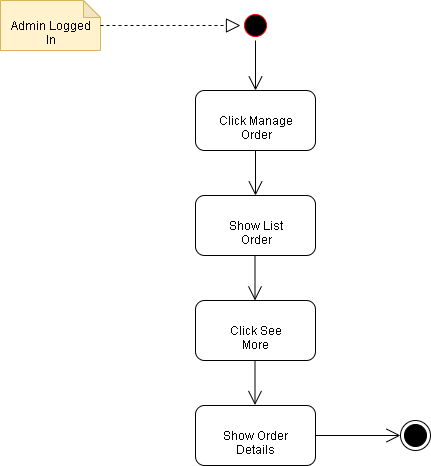 Admin Logged
In
Click Manage
Order
Show List
Order
Click See
More
Show Order
Details